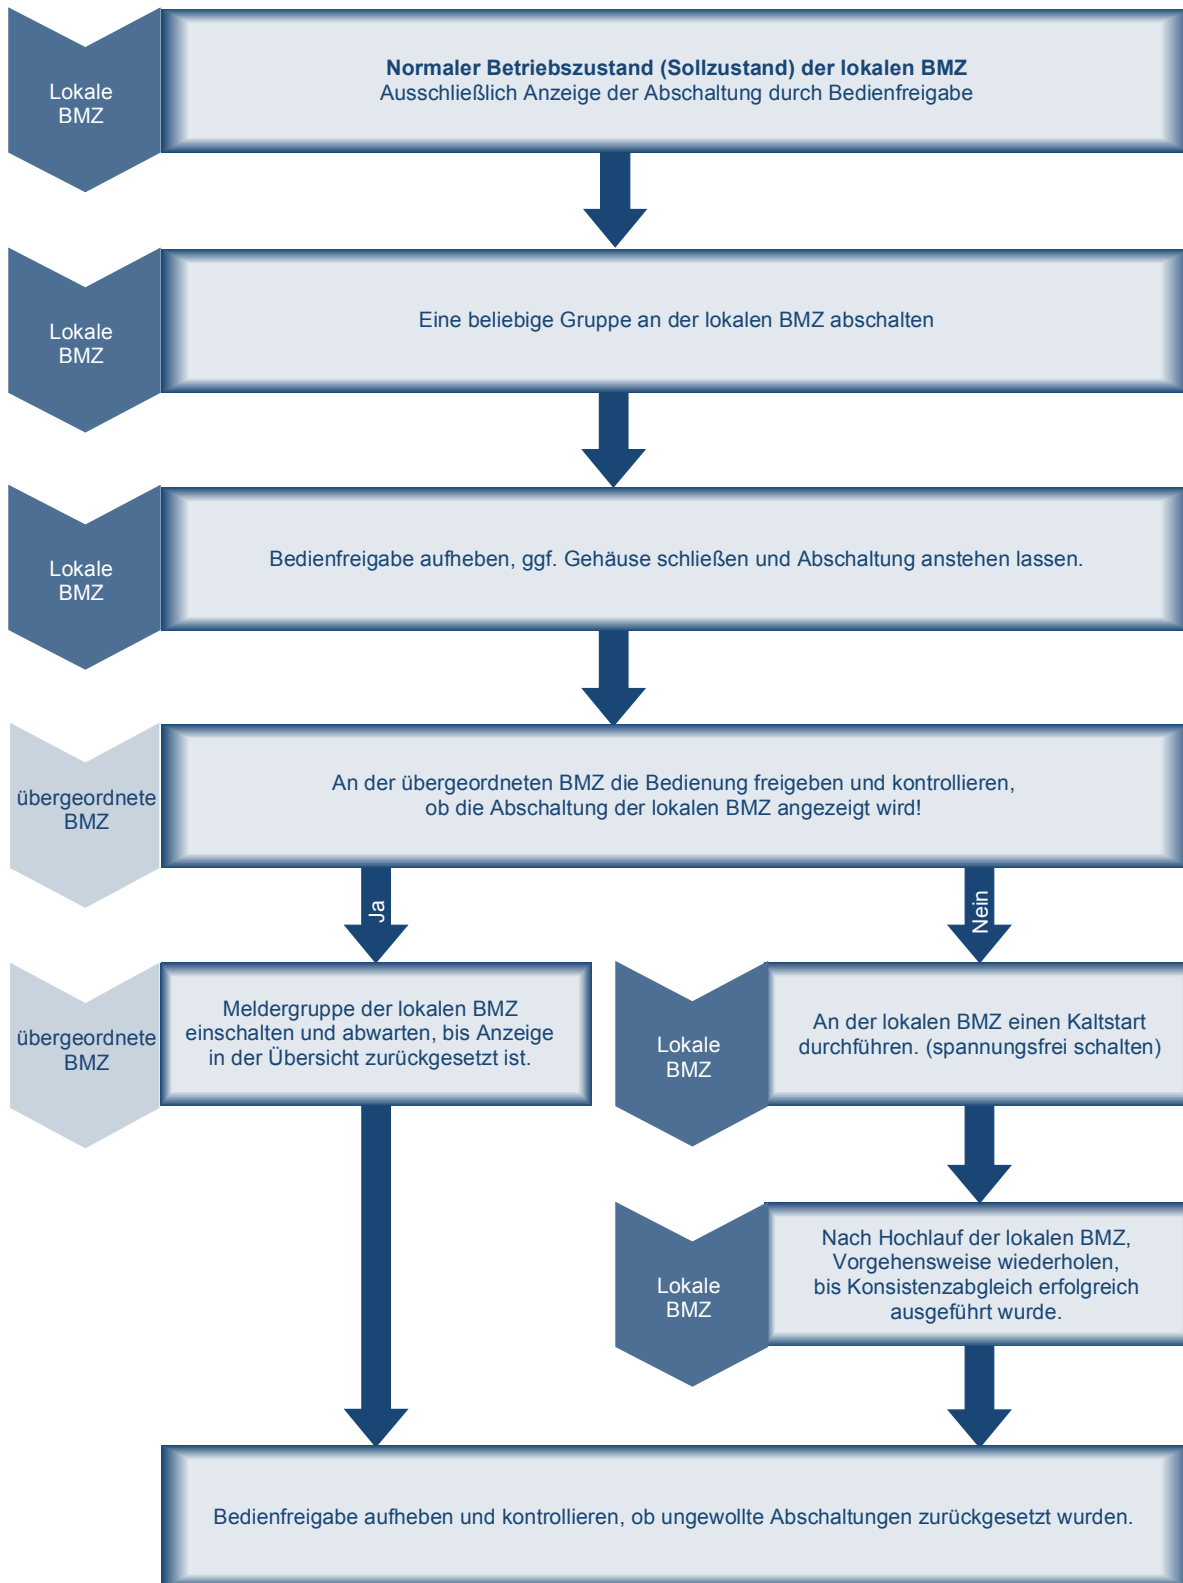 Lokale
BMZ
Normaler Betriebszustand (Sollzustand) der lokalen BMZ
Ausschließlich Anzeige der Abschaltung durch Bedienfreigabe
Lokale
BMZ
Eine beliebige Gruppe an der lokalen BMZ abschalten
Lokale
BMZ
Bedienfreigabe aufheben, ggf. Gehäuse schließen und Abschaltung anstehen lassen.
übergeordnete
BMZ
An der übergeordneten BMZ die Bedienung freigeben und kontrollieren,
ob die Abschaltung der lokalen BMZ angezeigt wird!
Ja
Nein
übergeordnete
BMZ
Meldergruppe der lokalen BMZ
einschalten und abwarten, bis Anzeige
in der Übersicht zurückgesetzt ist.
Lokale
BMZ
An der lokalen BMZ einen Kaltstart
durchführen. (spannungsfrei schalten)
Lokale
BMZ
Nach Hochlauf der lokalen BMZ,
Vorgehensweise wiederholen,
bis Konsistenzabgleich erfolgreich
ausgeführt wurde.
Bedienfreigabe aufheben und kontrollieren, ob ungewollte Abschaltungen zurückgesetzt wurden.